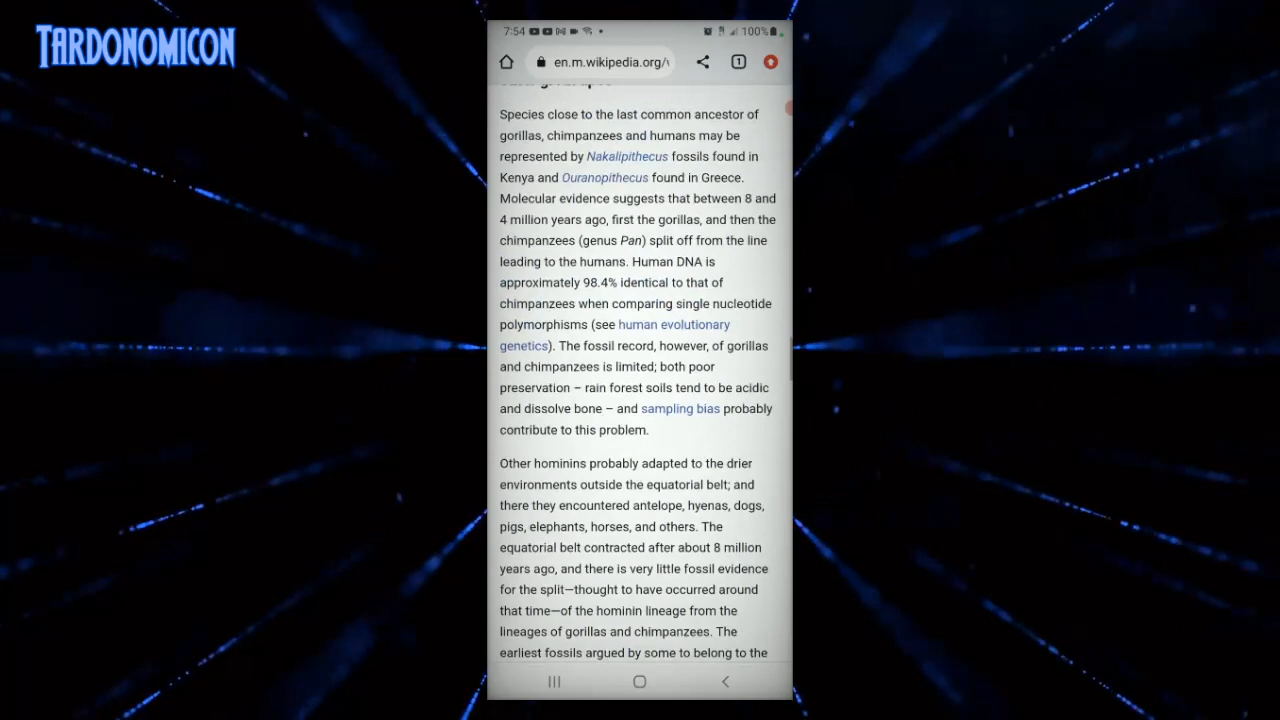 TARDONOMICON
7:54
100%
en.m.wikipedia.org/
1
Species close to the last common ancestor of
gorillas, chimpanzees and humans may be
represented by Nakalipithecus fossils found in
Kenya and Ouranopithecus found in Greece.
Molecular evidence suggests that between 8 and
4 million years ago, first the gorillas, and then the
chimpanzees (genus Pan) split off from the line
leading to the humans. Human DNA is
approximately 98.4% identical to that of
chimpanzees when comparing single nucleotide
polymorphisms (see human evolutionary
genetics). The fossil record, however, of gorillas
and chimpanzees is limited; both poor
preservation – rain forest soils tend to be acidic
and dissolve bone – and sampling bias probably
contribute to this problem.
Other hominins probably adapted to the drier
environments outside the equatorial belt; and
there they encountered antelope, hyenas, dogs,
pigs, elephants, horses, and others. The
equatorial belt contracted after about 8 million
years ago, and there is very little fossil evidence
for the split—thought to have occurred around
that time—of the hominin lineage from the
lineages of gorillas and chimpanzees. The
earliest fossils argued by some to belong to the